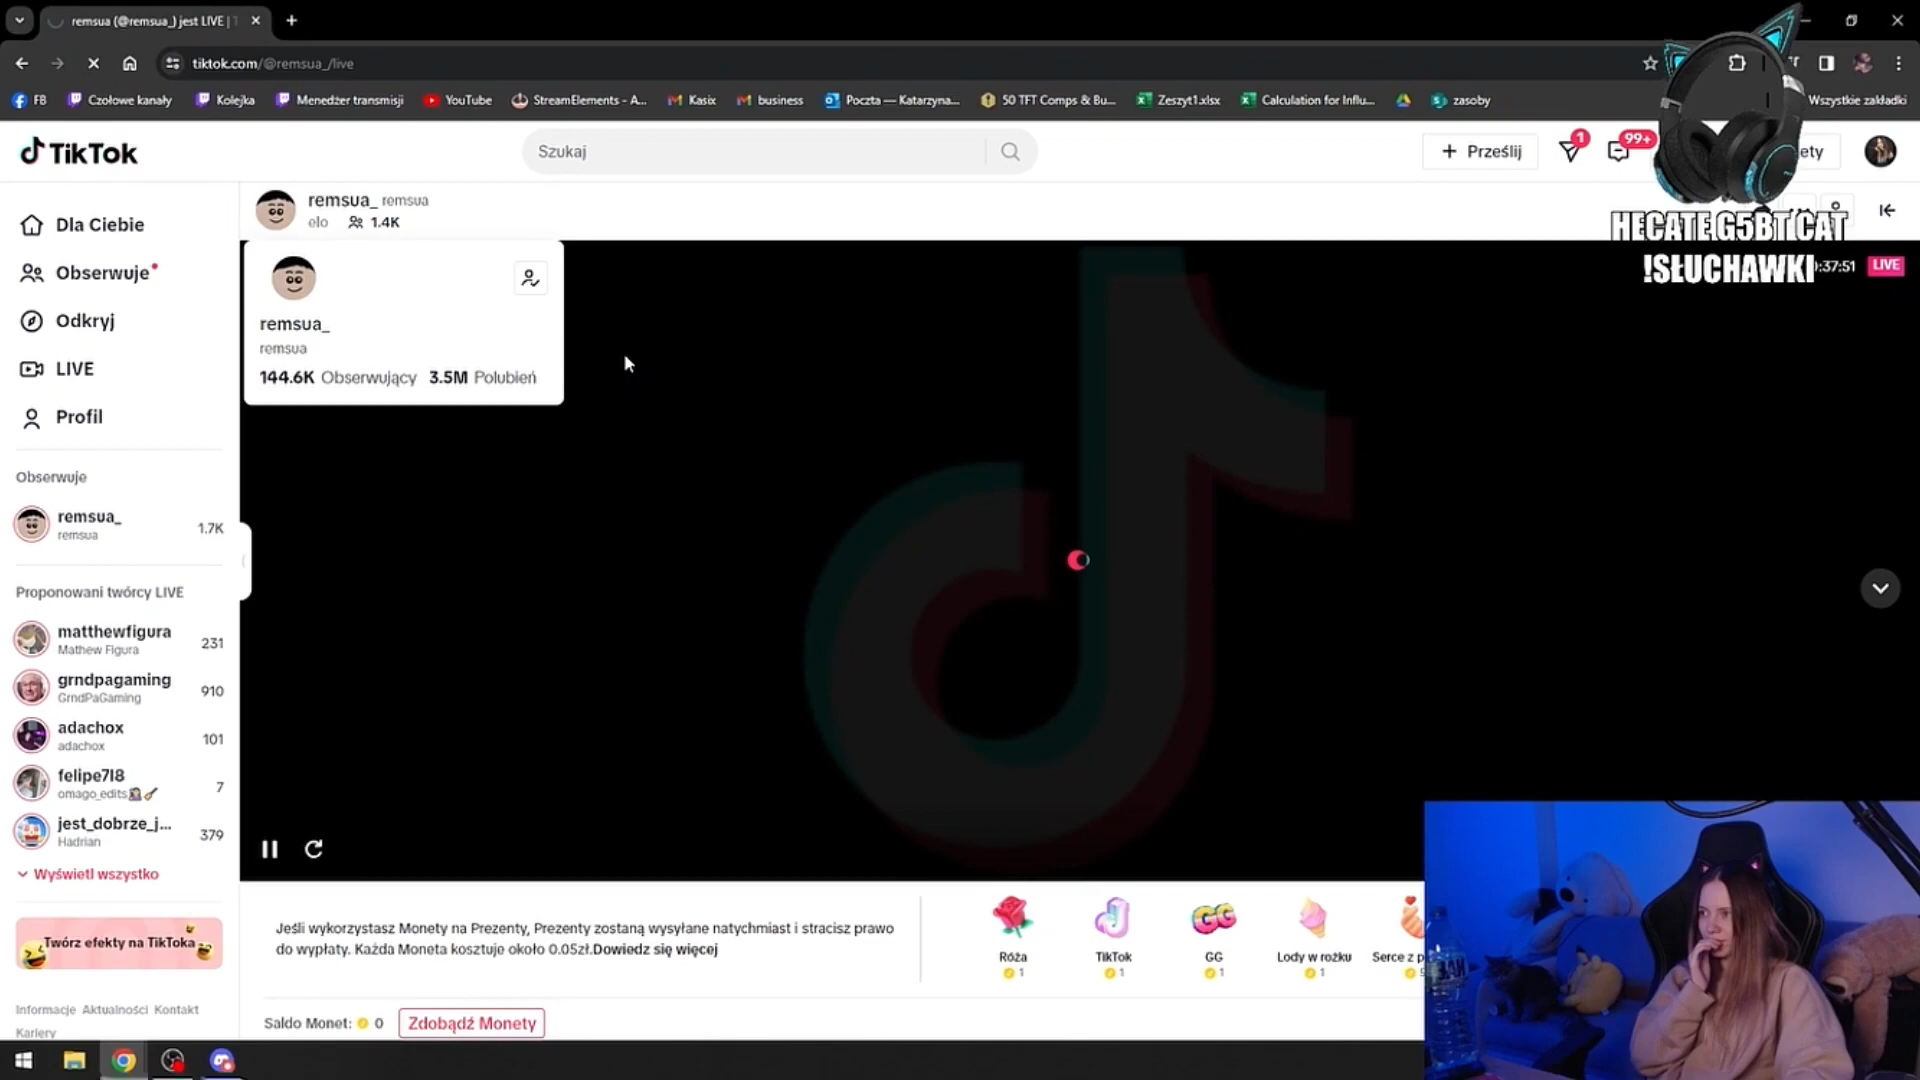 remsua (@remsua_) jest LIVE |
tiktok.com/@remsua_/live
FB
Czołowe kanały
Kolejka
Menedżer transmisji
YouTube
StreamElements - A...
Kasix
business
Poczta — Katarzyna...
50 TFT Comps & Bu...
Zeszyt1.xlsx
Calculation for Influ...
zasoby
Wszystkie zakładki
TikTok
Szukaj
Prześlij
1
99+
HECATE G5BT CAT
!SŁUCHAWKI
remsua_ remsua
elo 1.4K
:37:51
LIVE
Dla Ciebie
Obserwuje
Odkryj
LIVE
Profil
remsua_
remsua
144.6K Obserwujący 3.5M Polubień
Obserwuje
remsua_
remsua
1.7K
Proponowani twórcy LIVE
matthewfigura
Mathew Figura
231
grndpagaming
GrndPaGaming
910
adachox
adachox
101
felipe7l8
omago_edits
7
jest_dobrze_j...
Hadrian
379
Wyświetl wszystko
Twórz efekty na TikToka
Informacje Aktualności Kontakt
Kariery
Jeśli wykorzystasz Monety na Prezenty, Prezenty zostaną wysyłane natychmiast i stracisz prawo
do wypłaty. Każda Moneta kosztuje około 0.05zł.Dowiedz się więcej
Róża
1
TikTok
1
GG
GG
1
Lody w rożku
1
Serce z p
Saldo Monet: 0
Zdobądź Monety